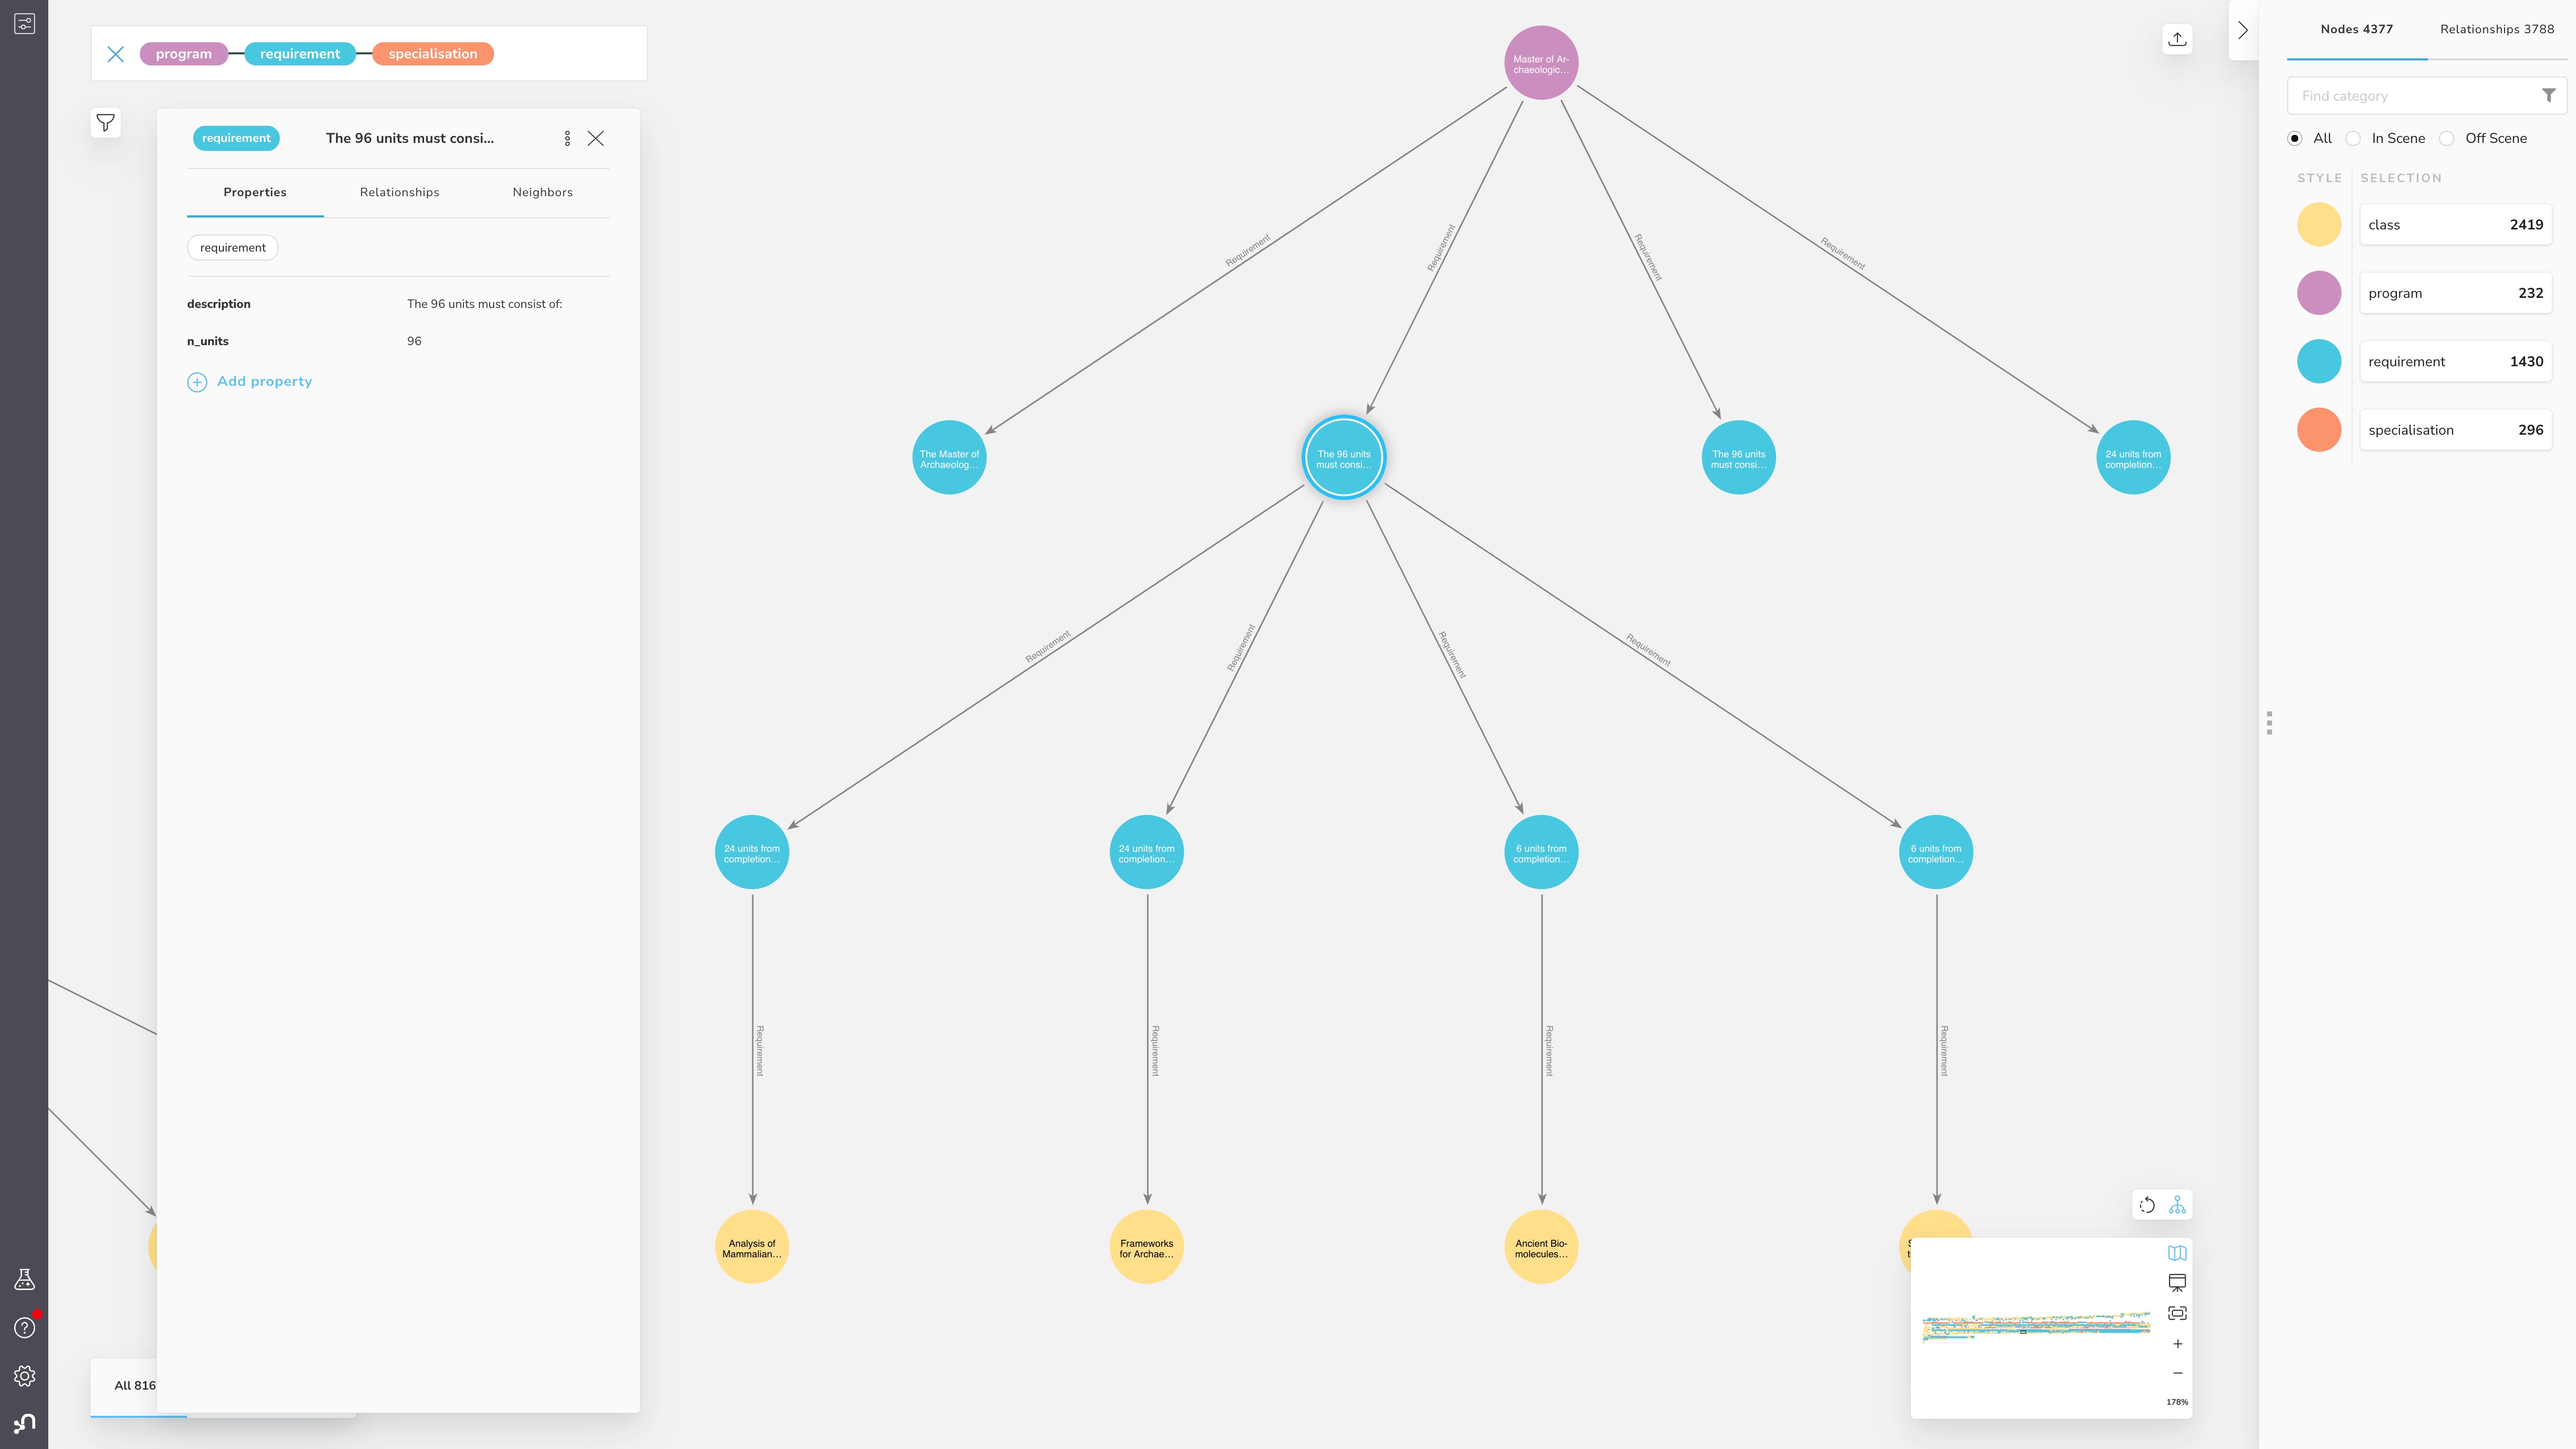 program
requirement
specialisation
requirement
The 96 units must consi...
Properties
Relationships
Neighbors
requirement
description
The 96 units must consist of:
n_units
96
Add property
All 816
Master of Ar-
chaeologic...
Requirement
Requirement
Requirement
Requirement
The Master of
Archaeolog...
The 96 units
must consi...
The 96 units
must consi...
24 units from
completion...
Requirement
Requirement
Requirement
Requirement
24 units from
completion...
24 units from
completion...
6 units from
completion...
6 units from
completion...
Requirement
Requirement
Requirement
Requirement
Analysis of
Mammalian...
Frameworks
for Archae...
Ancient Bio-
molecules...
178%
Nodes 4377
Relationships 3788
Find category
All
In Scene
Off Scene
STYLE
SELECTION
class
2419
program
232
requirement
1430
specialisation
296